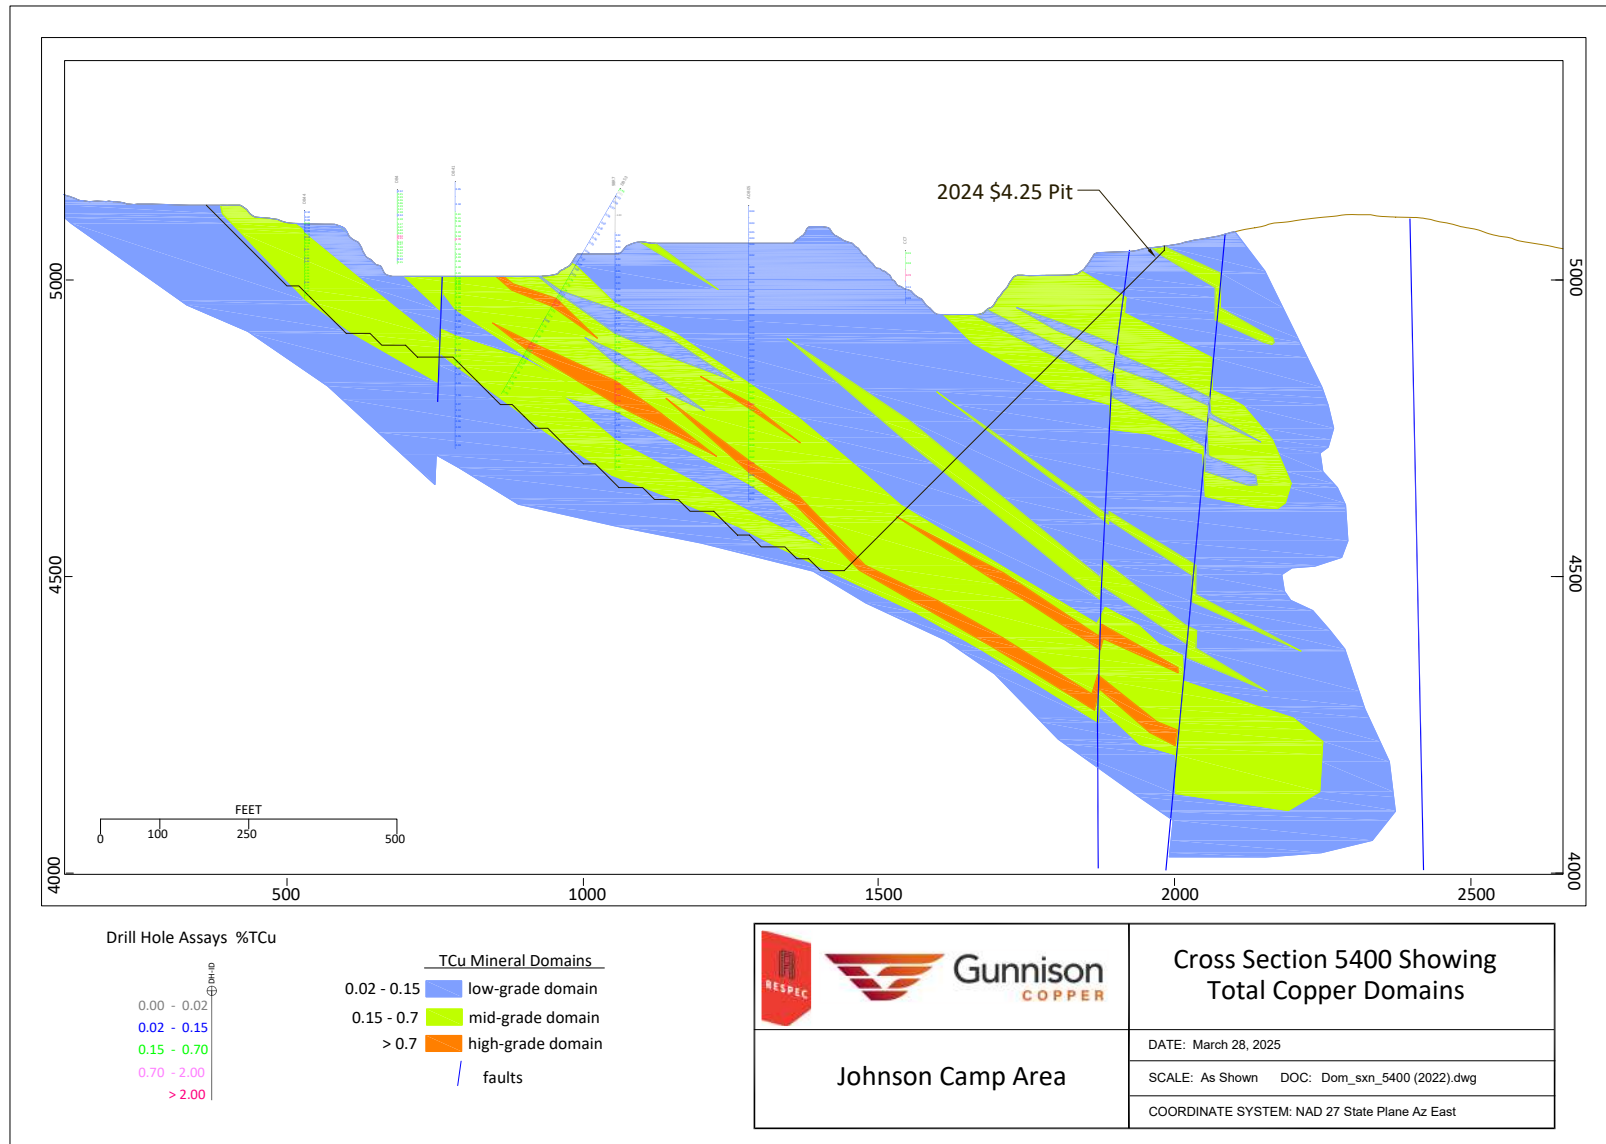 2024 $4.25 Pit
5000
5000
4500
4500
4000
4000
FEET
0 100 250 500
500 1000 1500 2000 2500
Drill Hole Assays %TCu
DH-ID
0.00 - 0.02
0.02 - 0.15
0.15 - 0.70
0.70 - 2.00
> 2.00
TCu Mineral Domains
0.02 - 0.15 low-grade domain
0.15 - 0.7 mid-grade domain
> 0.7 high-grade domain
faults
RESPEC
Gunnison
COPPER
Johnson Camp Area
Cross Section 5400 Showing
Total Copper Domains
DATE: March 28, 2025
SCALE: As Shown DOC: Dom_sxn_5400 (2022).dwg
COORDINATE SYSTEM: NAD 27 State Plane Az East